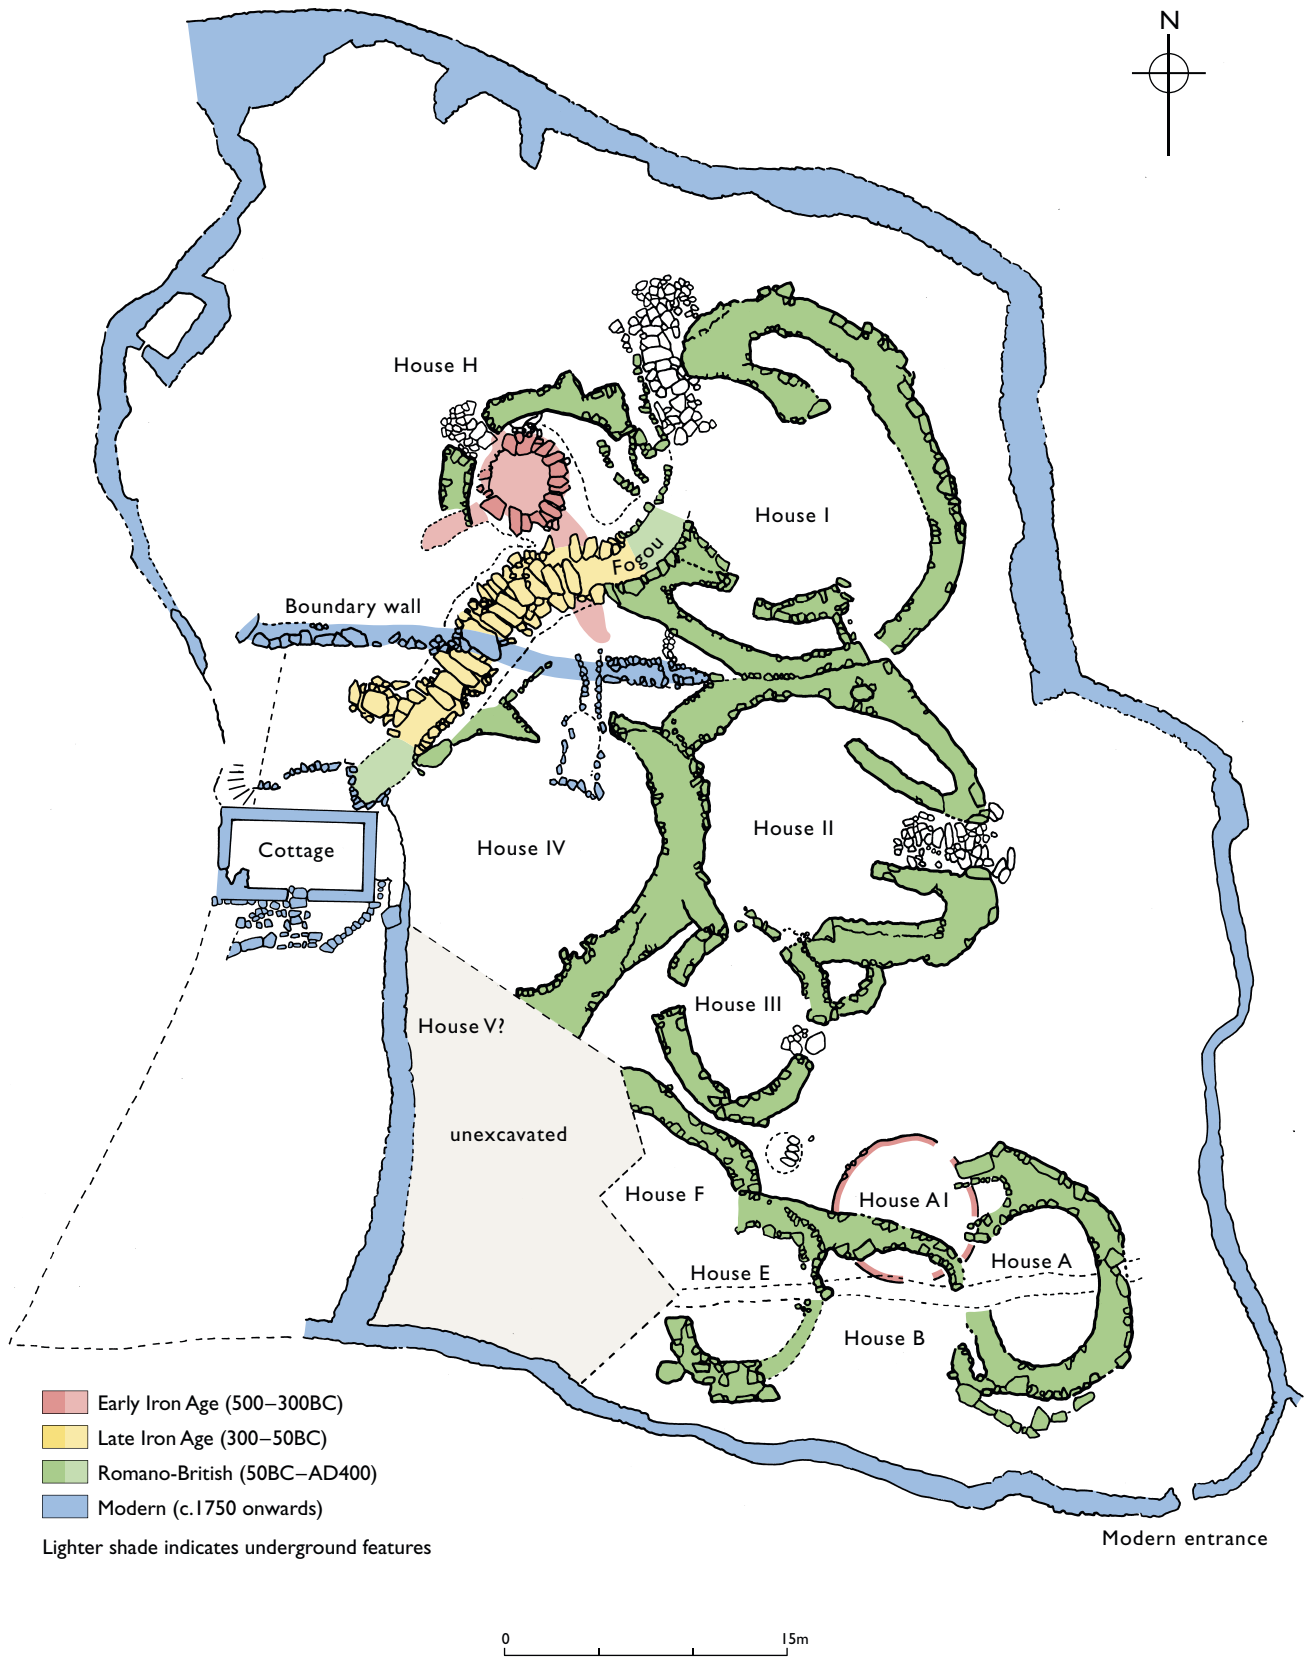 N
House H
House I
Fogou
Boundary wall
House II
House IV
Cottage
House III
House V?
unexcavated
House F
House A1
House A
House E
House B
Early Iron Age (500–300BC)
Late Iron Age (300–50BC)
Romano-British (50BC–AD400)
Modern (c.1750 onwards)
Lighter shade indicates underground features
Modern entrance
0 15m